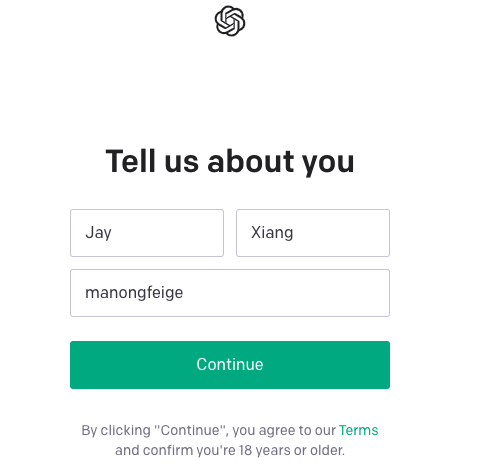 Tell us about you
Jay Xiang
manongfeige
Continue
By clicking "Continue", you agree to our Terms
and confirm you're 18 years or older.